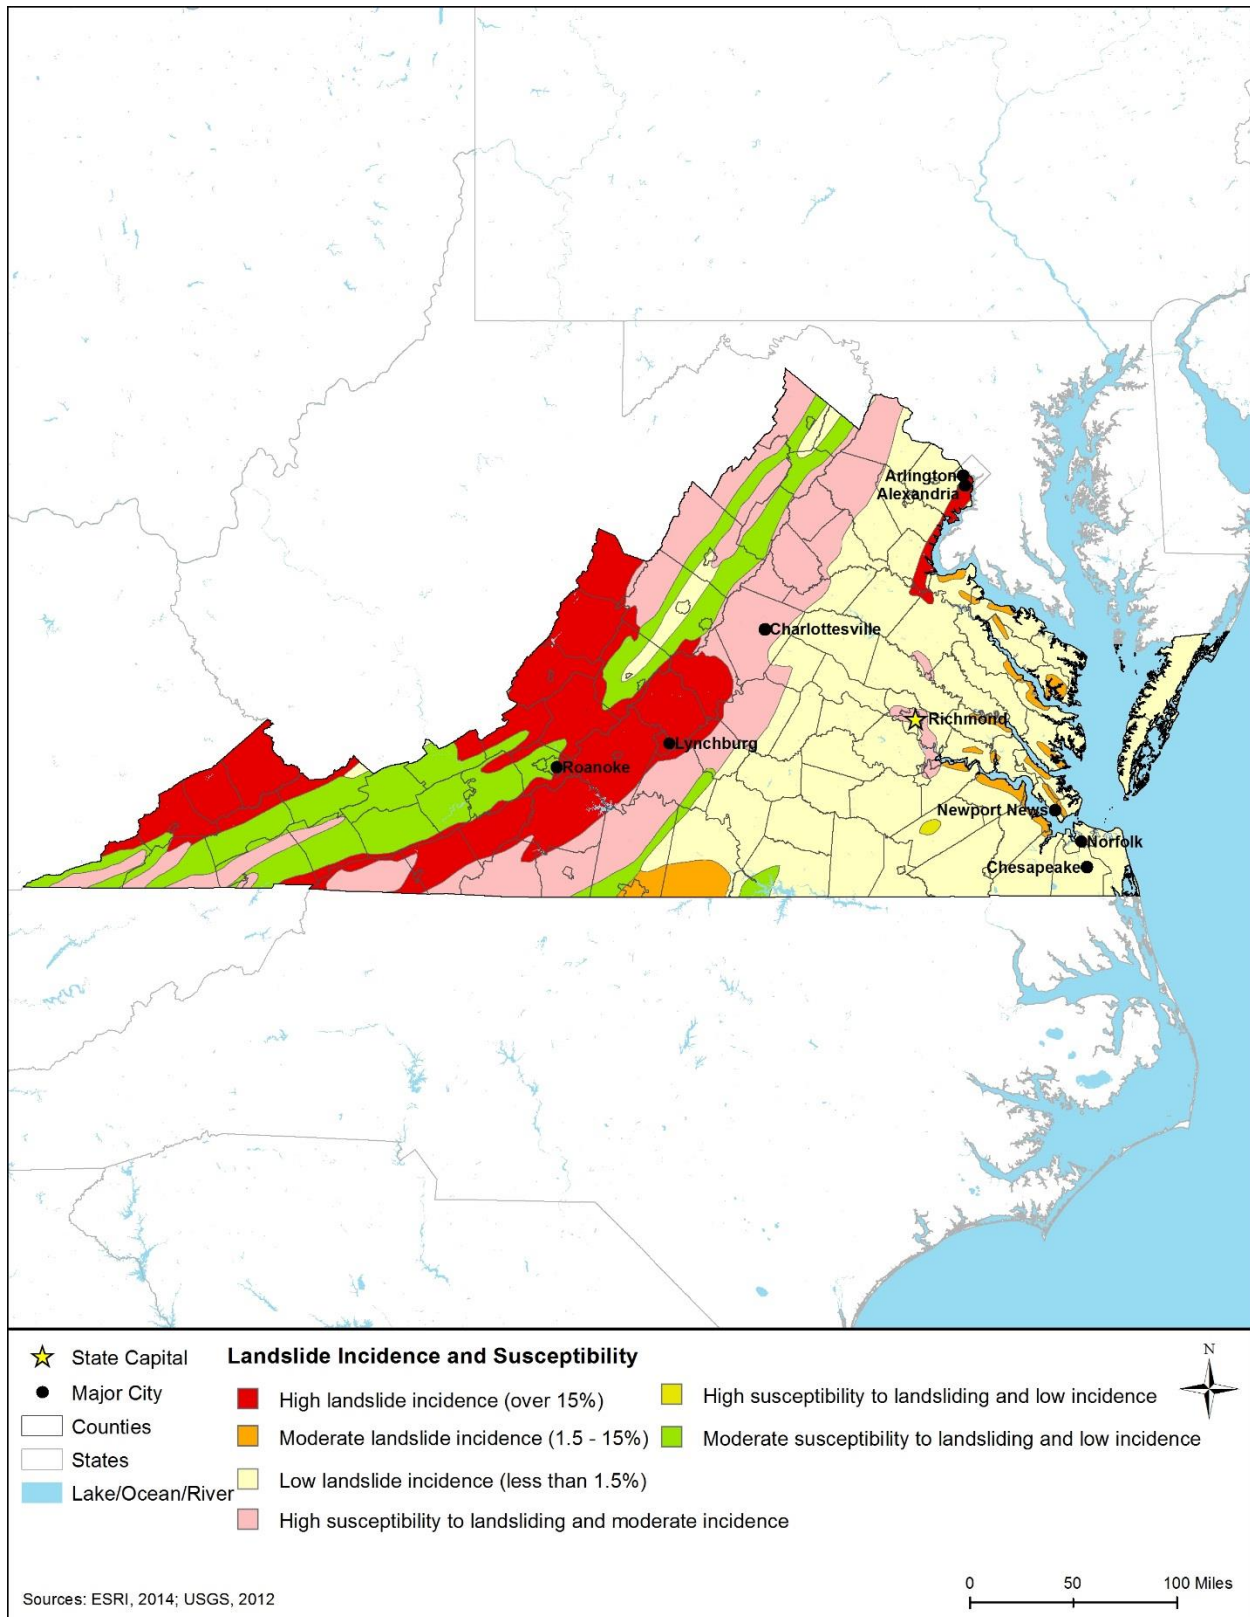 Arlington
Alexandria
Charlottesville
Richmond
Lynchburg
Roanoke
Newport News
Norfolk
Chesapeake
State Capital
Major City
Counties
States
Lake/Ocean/River
Landslide Incidence and Susceptibility
High landslide incidence (over 15%)
Moderate landslide incidence (1.5 - 15%)
Low landslide incidence (less than 1.5%)
High susceptibility to landsliding and moderate incidence
High susceptibility to landsliding and low incidence
Moderate susceptibility to landsliding and low incidence
N
Sources: ESRI, 2014; USGS, 2012
0 50 100 Miles